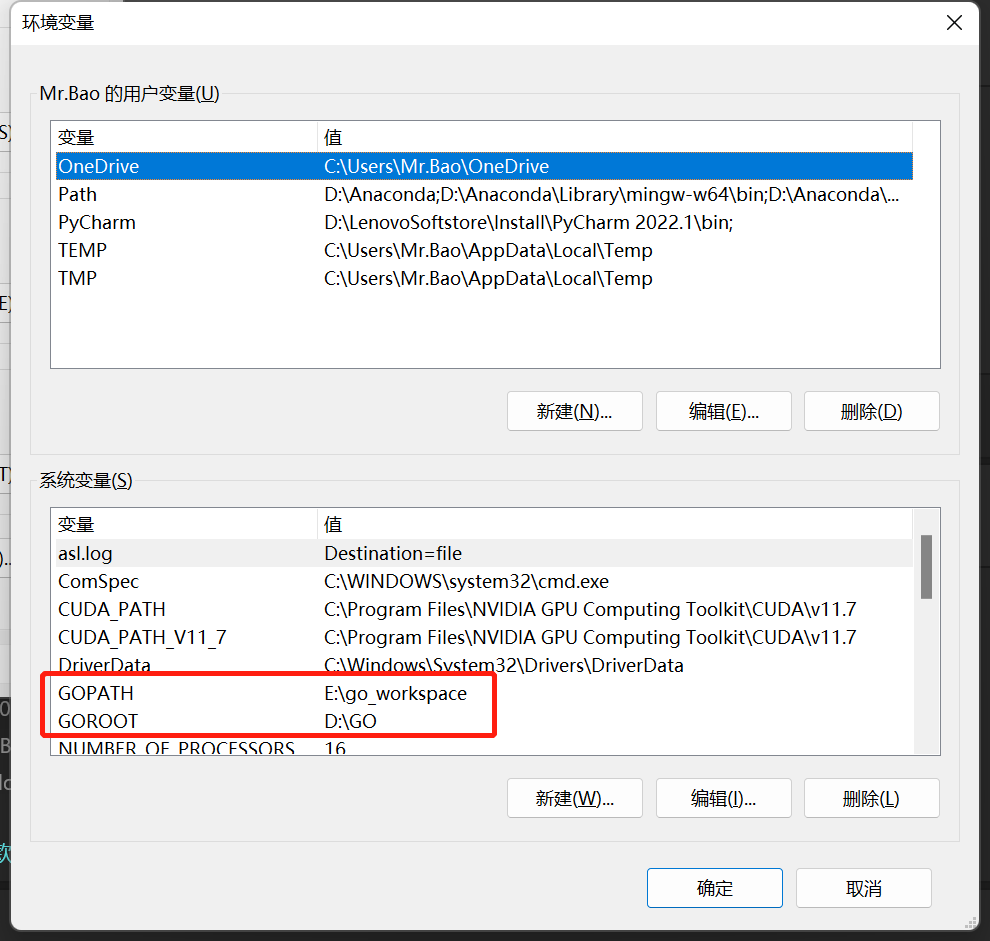 环境变量
Mr.Bao 的用户变量(U)
变量 值
OneDrive C:\Users\Mr.Bao\OneDrive
Path D:\Anaconda;D:\Anaconda\Library\mingw-w64\bin;D:\Anaconda\...
PyCharm D:\LenovoSoftstore\Install\PyCharm 2022.1\bin;
TEMP C:\Users\Mr.Bao\AppData\Local\Temp
TMP C:\Users\Mr.Bao\AppData\Local\Temp
新建(N)... 编辑(E)... 删除(D)
系统变量(S)
变量 值
asl.log Destination=file
ComSpec C:\WINDOWS\system32\cmd.exe
CUDA_PATH C:\Program Files\NVIDIA GPU Computing Toolkit\CUDA\v11.7
CUDA_PATH_V11_7 C:\Program Files\NVIDIA GPU Computing Toolkit\CUDA\v11.7
DriverData C:\Windows\System32\Drivers\DriverData
GOPATH E:\go_workspace
GOROOT D:\GO
NUMBER_OF_PROCESSORS 16
新建(W)... 编辑(I)... 删除(L)
确定 取消